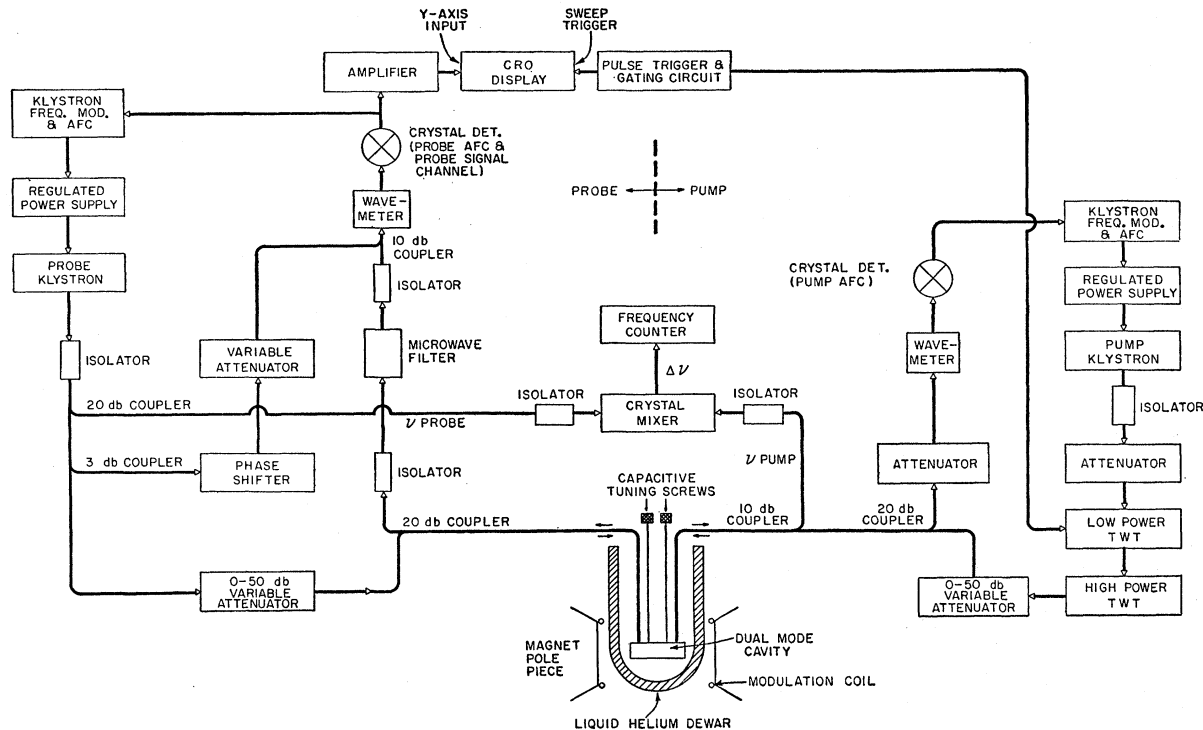 Y-AXIS
INPUT
SWEEP
TRIGGER
AMPLIFIER
CRO
DISPLAY
PULSE TRIGGER &
GATING CIRCUIT
KLYSTRON
FREQ. MOD.
& AFC
CRYSTAL DET.
(PROBE AFC &
PROBE SIGNAL
CHANNEL)
REGULATED
POWER SUPPLY
WAVE-
METER
PROBE
PUMP
KLYSTRON
FREQ. MOD.
& AFC
10 db
COUPLER
PROBE
KLYSTRON
ISOLATOR
CRYSTAL DET.
(PUMP AFC)
REGULATED
POWER SUPPLY
FREQUENCY
COUNTER
ISOLATOR
VARIABLE
ATTENUATOR
MICROWAVE
FILTER
WAVE-
METER
PUMP
KLYSTRON
Δν
20 db COUPLER
ISOLATOR
ν PROBE
CRYSTAL
MIXER
ISOLATOR
ISOLATOR
3 db COUPLER
PHASE
SHIFTER
ISOLATOR
ν PUMP
ATTENUATOR
ATTENUATOR
CAPACITIVE
TUNING SCREWS
20 db COUPLER
10 db
COUPLER
20 db
COUPLER
LOW POWER
TWT
0-50 db
VARIABLE
ATTENUATOR
0-50 db
VARIABLE
ATTENUATOR
HIGH POWER
TWT
MAGNET
POLE
PIECE
DUAL MODE
CAVITY
MODULATION COIL
LIQUID HELIUM DEWAR